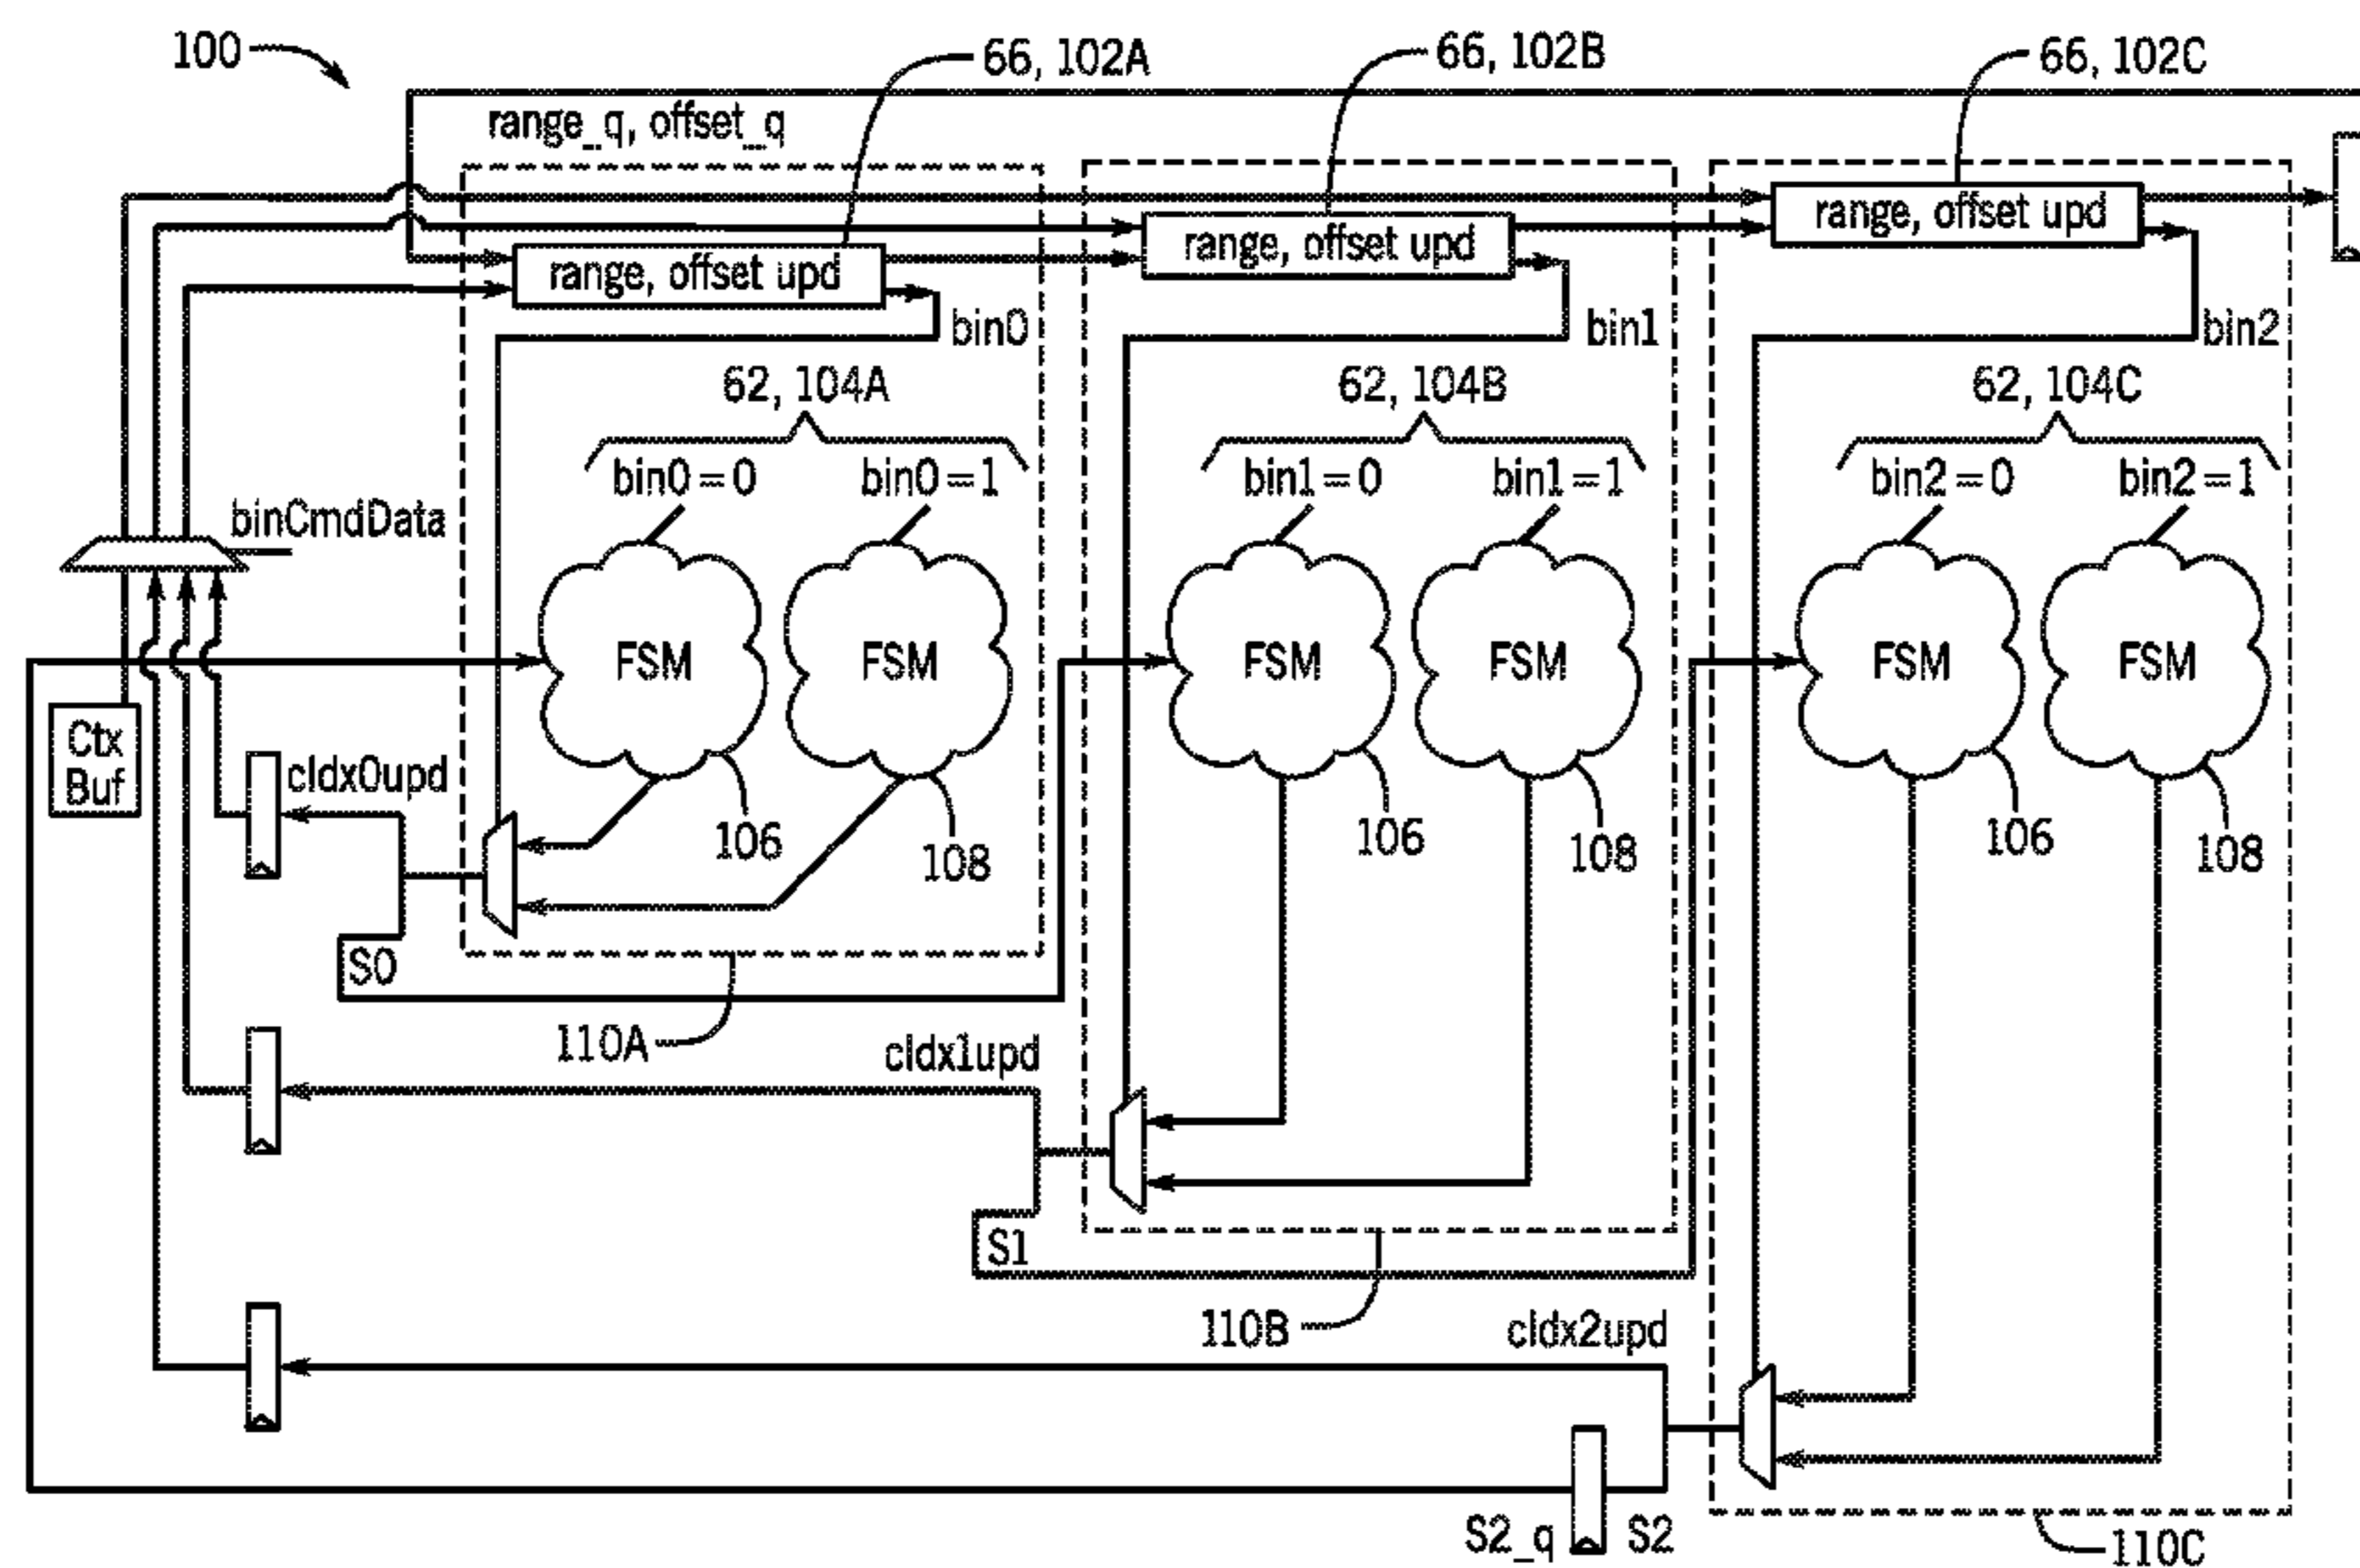 100
66, 102A
66, 102B
66, 102C
range_q, offset_q
range, offset upd
range, offset upd
range, offset upd
bin0
bin1
bin2
62, 104A
62, 104B
62, 104C
bin0=0
bin0=1
bin1=0
bin1=1
bin2=0
bin2=1
binCmdData
FSM
FSM
FSM
FSM
FSM
FSM
Ctx
Buf
cIdx0upd
106
108
106
108
106
108
S0
110A
cIdx1upd
S1
110B
cIdx2upd
S2_q
S2
110C